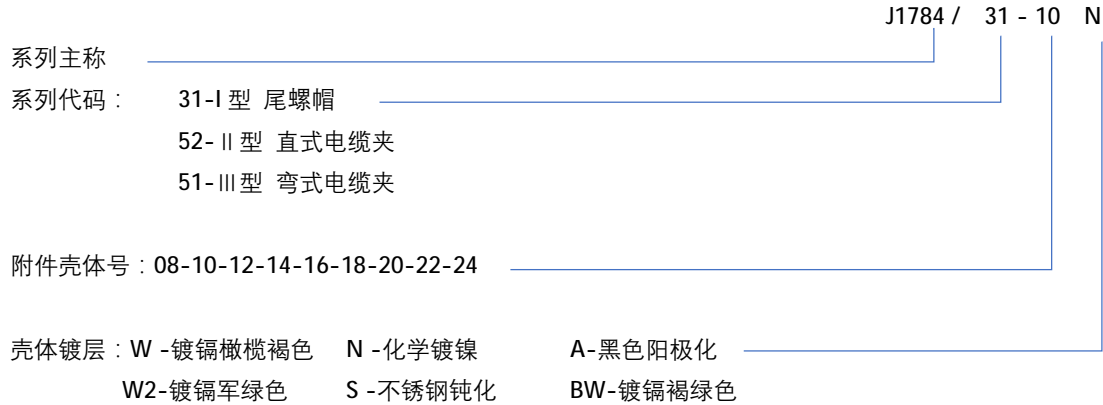 J1784 / 31 - 10 N
系列主称
系列代码： 31-I 型 尾螺帽
52-Ⅱ型 直式电缆夹
51-Ⅲ型 弯式电缆夹
附件壳体号：08-10-12-14-16-18-20-22-24
壳体镀层：W -镀镉橄榄褐色 N -化学镀镍 A-黑色阳极化
W2-镀镉军绿色 S -不锈钢钝化 BW-镀镉褐绿色